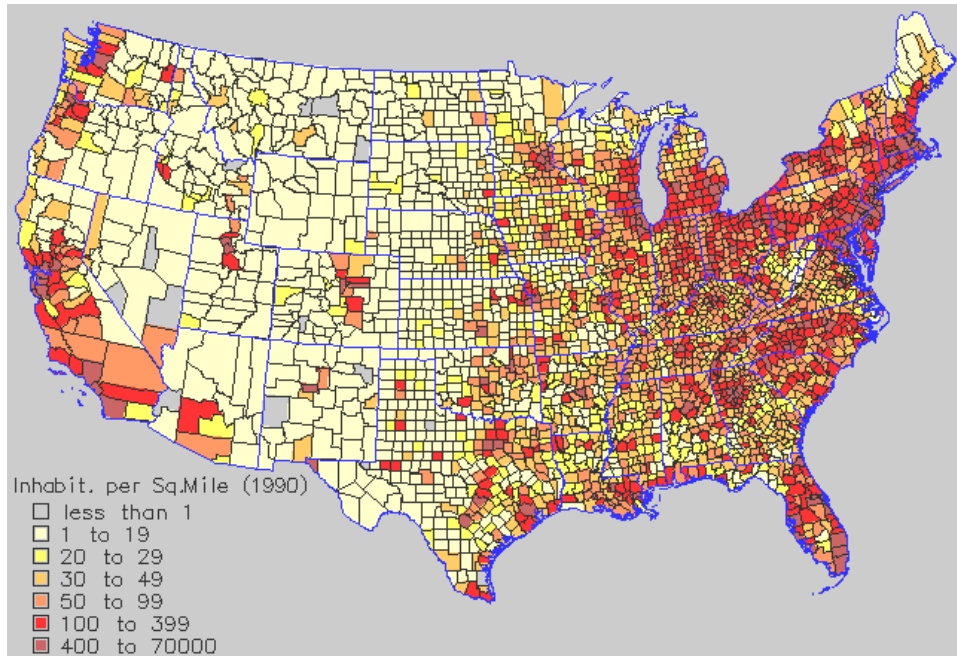 Inhabit. per Sq.Mile (1990)
less than 1
1 to 19
20 to 29
30 to 49
50 to 99
100 to 399
400 to 70000